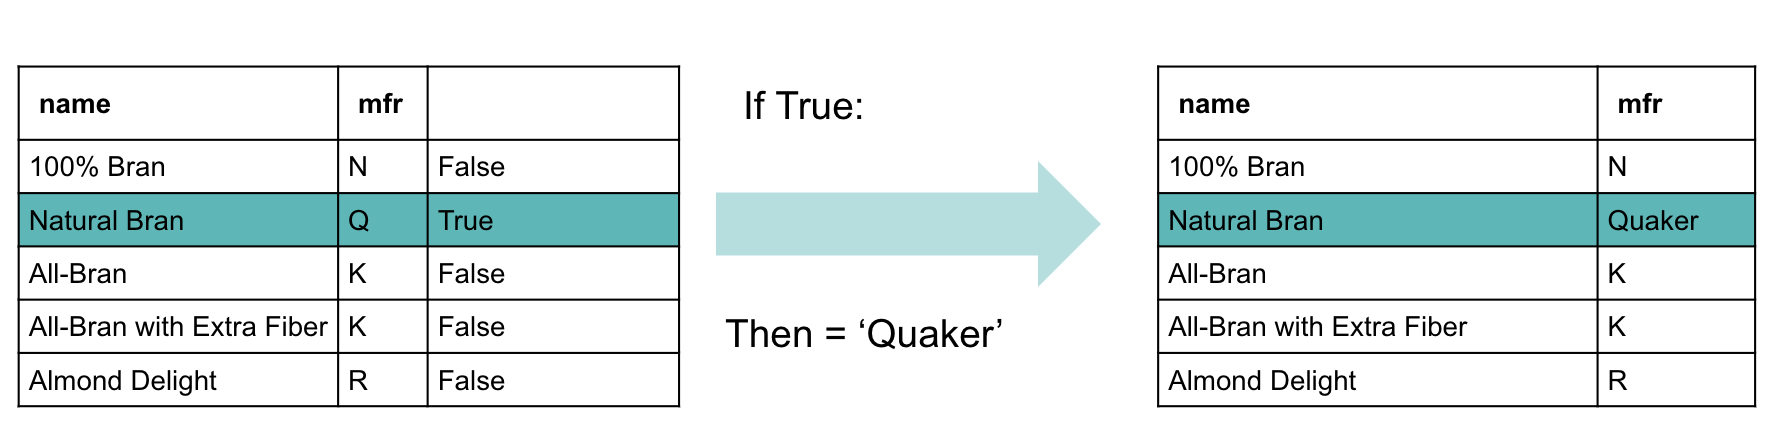 name mfr
100% Bran N False
Natural Bran Q True
All-Bran K False
All-Bran with Extra Fiber K False
Almond Delight R False
If True:
Then = ‘Quaker’
name mfr
100% Bran N
Natural Bran Quaker
All-Bran K
All-Bran with Extra Fiber K
Almond Delight R